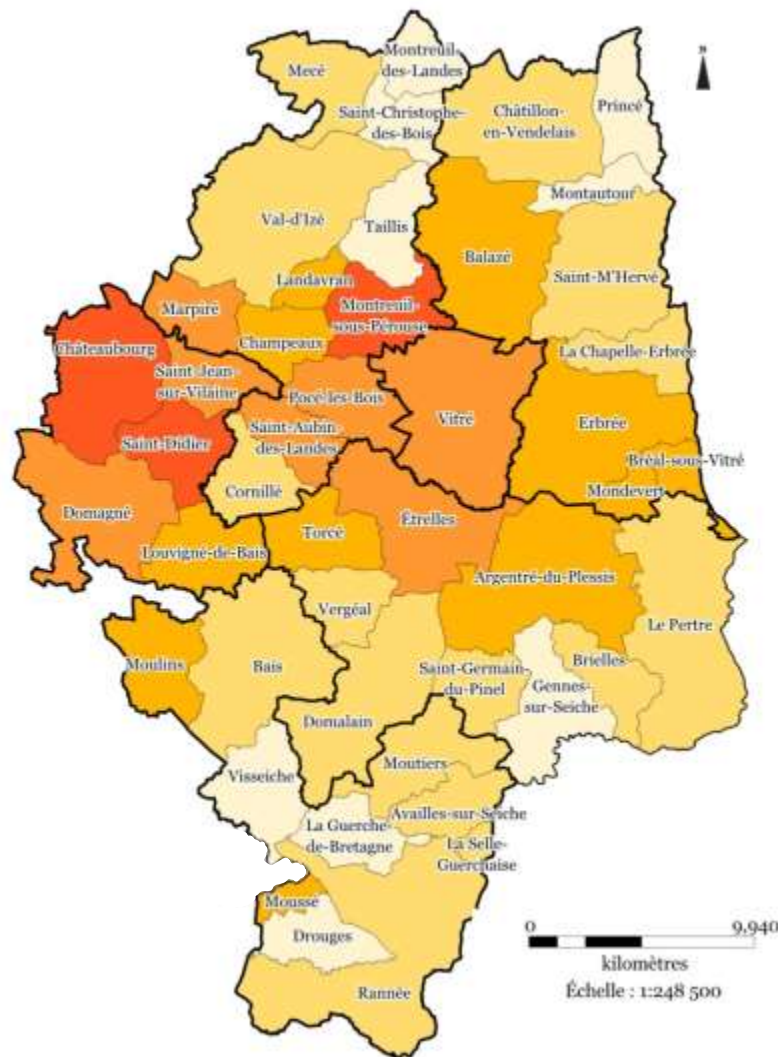 Montreuil-
des-Landes
Mecé
N
Princé
Saint-Christophe-
des-Bois
Châtillon-
en-Vendelais
Montautour
Val-d'Izé
Taillis
Balazé
Saint-M'Hervé
Landavran
Marpiré
Montreuil-
sous-Pérouse
Champeaux
Châteaubourg
La Chapelle-Erbrée
Saint-Jean-
sur-Vilaine
Pocé-les-Bois
Vitré
Erbrée
Saint-Aubin-
des-Landes
Saint-Didier
Bréal-sous-Vitré
Cornillé
Mondevert
Domagné
Étrelles
Torcé
Louvigné-de-Bais
Argentré-du-Plessis
Vergéal
Le Pertre
Moulins
Bais
Brielles
Saint-Germain-
du-Pinel
Gennes-
sur-Seiche
Domalain
Moutiers
Visseiche
Availles-sur-Seiche
La Guerche-
de-Bretagne
La Selle-
Guerchaise
Moussé
Drouges
Rannée
0 9,940
kilomètres
Échelle : 1:248 500